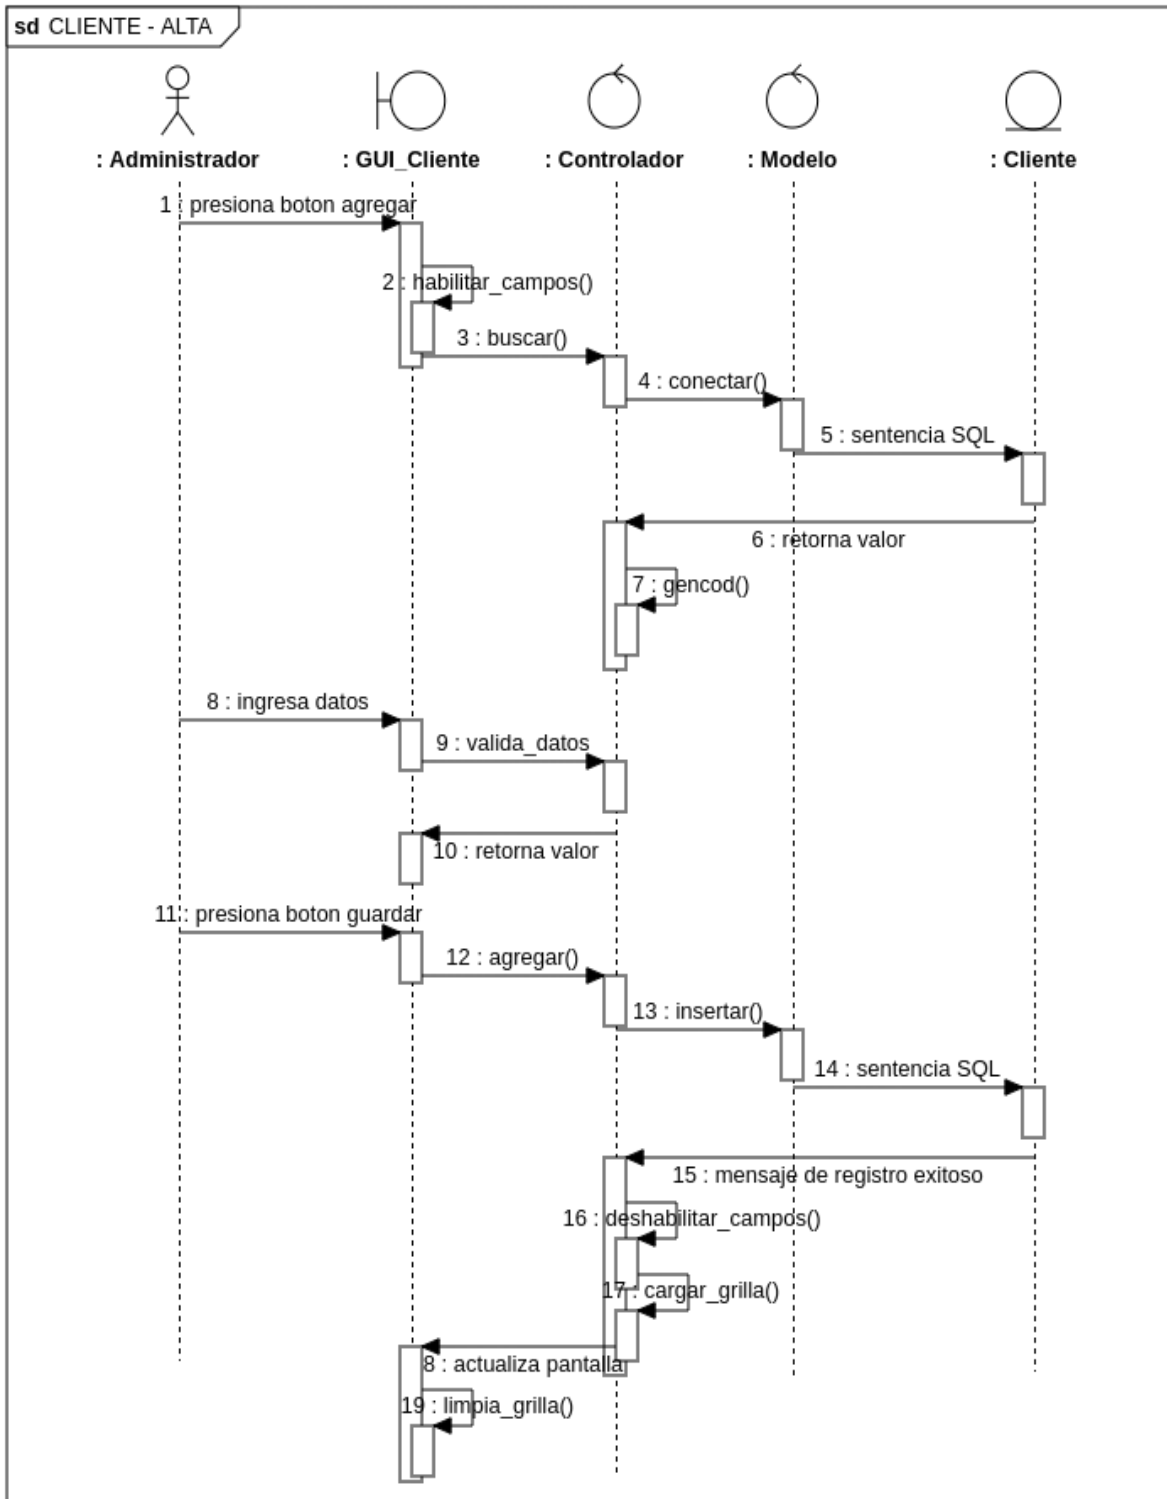 sd CLIENTE - ALTA
: Administrador
: GUI_Cliente
: Controlador
: Modelo
: Cliente
1 : presiona boton agregar
2 : habilitar_campos()
3 : buscar()
4 : conectar()
5 : sentencia SQL
6 : retorna valor
7 : gencod()
8 : ingresa datos
9 : valida_datos
10 : retorna valor
11 : presiona boton guardar
12 : agregar()
13 : insertar()
14 : sentencia SQL
15 : mensaje de registro exitoso
16 : deshabilitar_campos()
17 : cargar_grilla()
8 : actualiza pantalla
19 : limpia_grilla()